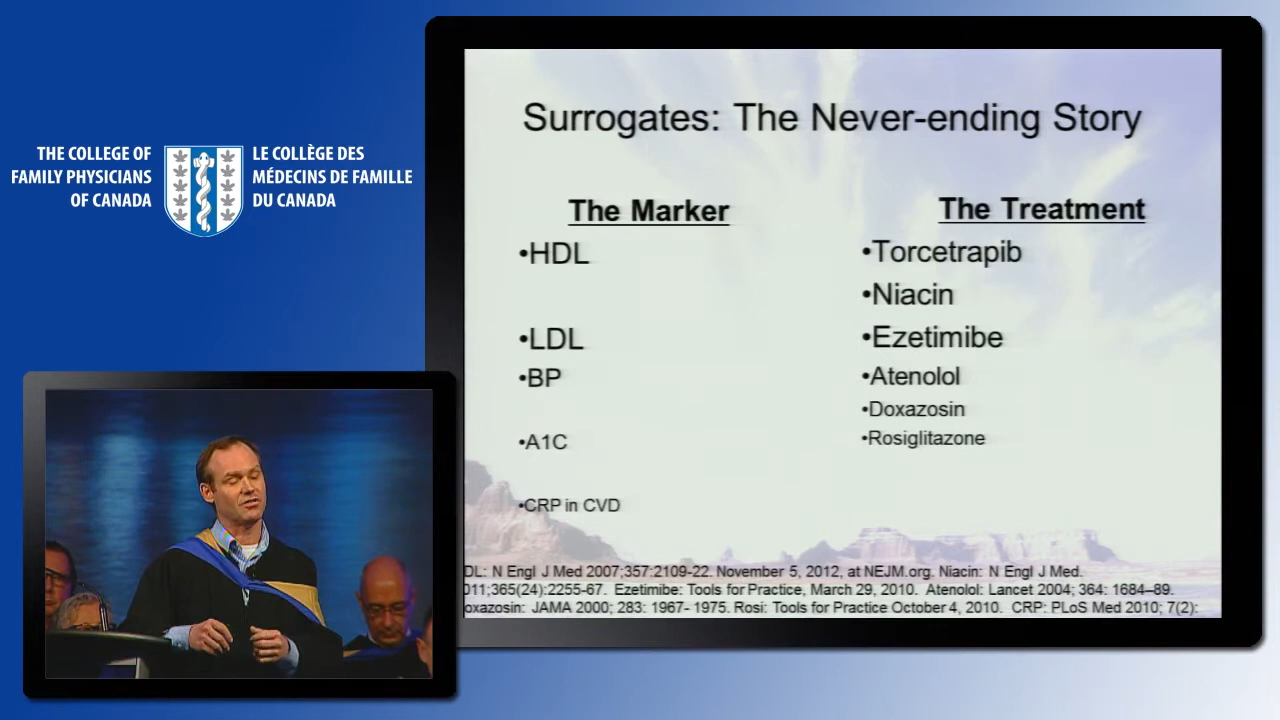 THE COLLEGE OF
FAMILY PHYSICIANS
OF CANADA
LE COLLÈGE DES
MÉDECINS DE FAMILLE
DU CANADA
Surrogates: The Never-ending Story
The Marker
•HDL
•LDL
•BP
•A1C
•CRP in CVD
The Treatment
•Torcetrapib
•Niacin
•Ezetimibe
•Atenolol
•Doxazosin
•Rosiglitazone
DL: N Engl J Med 2007;357:2109-22. November 5, 2012, at NEJM.org. Niacin: N Engl J Med.
011;365(24):2255-67. Ezetimibe: Tools for Practice, March 29, 2010. Atenolol: Lancet 2004; 364: 1684–89.
oxazosin: JAMA 2000; 283: 1967- 1975. Rosi: Tools for Practice October 4, 2010. CRP: PLoS Med 2010; 7(2):